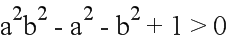 a²b² - a² - b² + 1 > 0